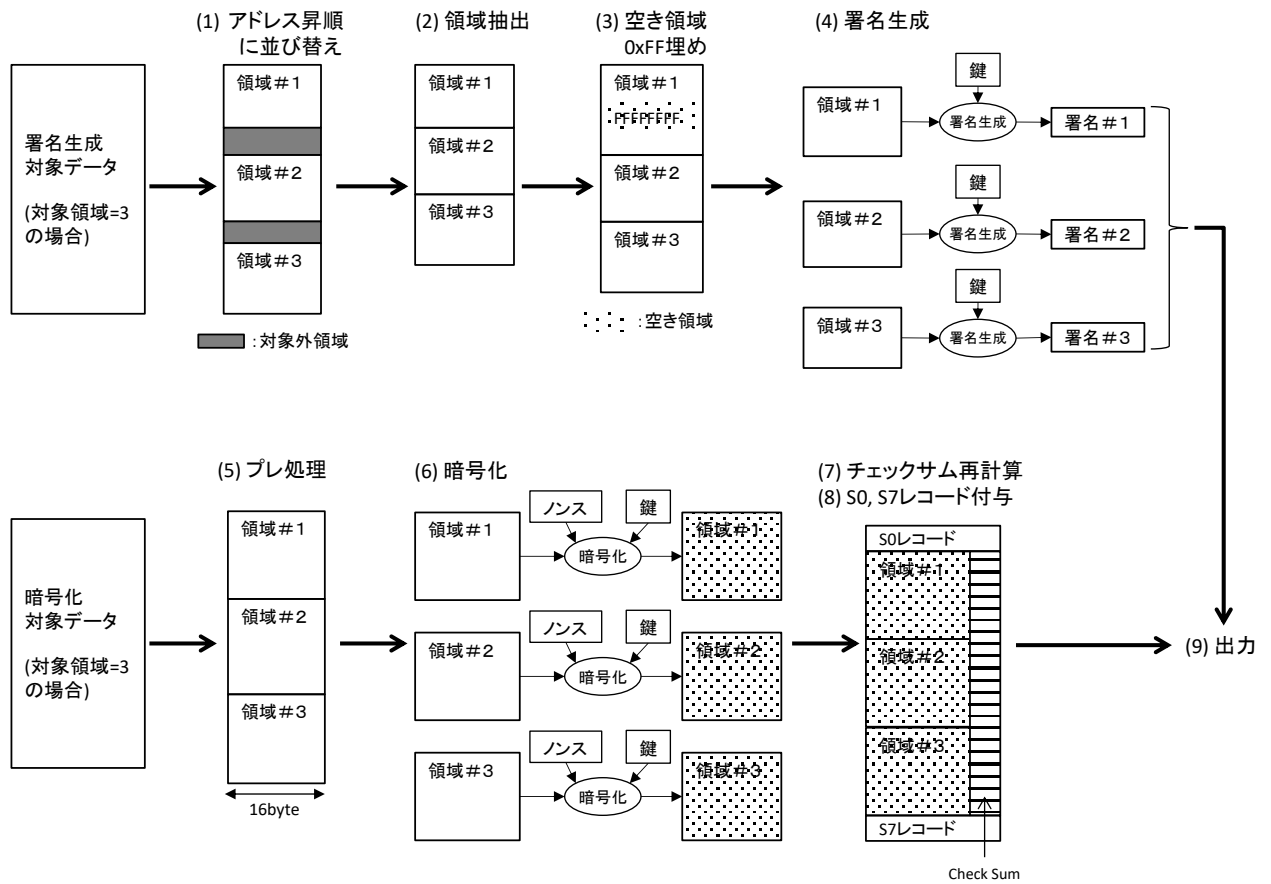 (1) アドレス昇順
に並び替え
(2) 領域抽出
(3) 空き領域
0xFF埋め
(4) 署名生成
署名生成
対象データ
(対象領域=3
の場合)
領域#1
領域#2
領域#3
:対象外領域
領域#1
領域#2
領域#3
領域#1
領域#2
領域#3
:空き領域
領域#1
鍵
署名生成
署名#1
領域#2
鍵
署名生成
署名#2
領域#3
鍵
署名生成
署名#3
(5) プレ処理
(6) 暗号化
(7) チェックサム再計算
(8) S0, S7レコード付与
暗号化
対象データ
(対象領域=3
の場合)
領域#1
領域#2
領域#3
16byte
領域#1
ノンス
鍵
暗号化
領域#1
領域#2
ノンス
鍵
暗号化
領域#2
領域#3
ノンス
鍵
暗号化
領域#3
S0レコード
領域#1
領域#2
領域#3
S7レコード
Check Sum
(9) 出力